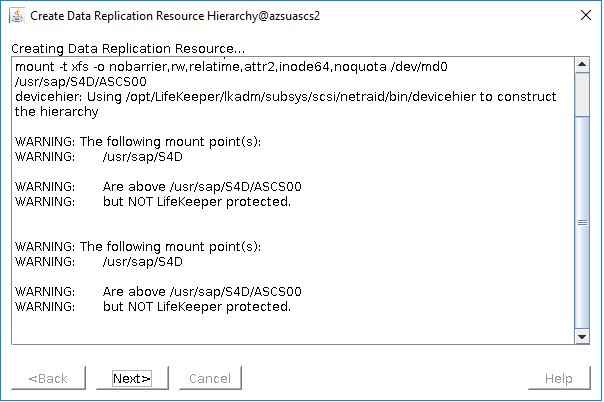 Create Data Replication Resource Hierarchy@azsuascs2
Creating Data Replication Resource...
mount -t xfs -o nobarrier,rw,relatime,attr2,inode64,noquota /dev/md0
/usr/sap/S4D/ASCS00
devicehier: Using /opt/LifeKeeper/lkadm/subsys/scsi/netraid/bin/devicehier to construct
the hierarchy
WARNING: The following mount point(s):
WARNING: /usr/sap/S4D
WARNING: Are above /usr/sap/S4D/ASCS00
WARNING: but NOT LifeKeeper protected.
WARNING: The following mount point(s):
WARNING: /usr/sap/S4D
WARNING: Are above /usr/sap/S4D/ASCS00
WARNING: but NOT LifeKeeper protected.
<Back Next> Cancel Help